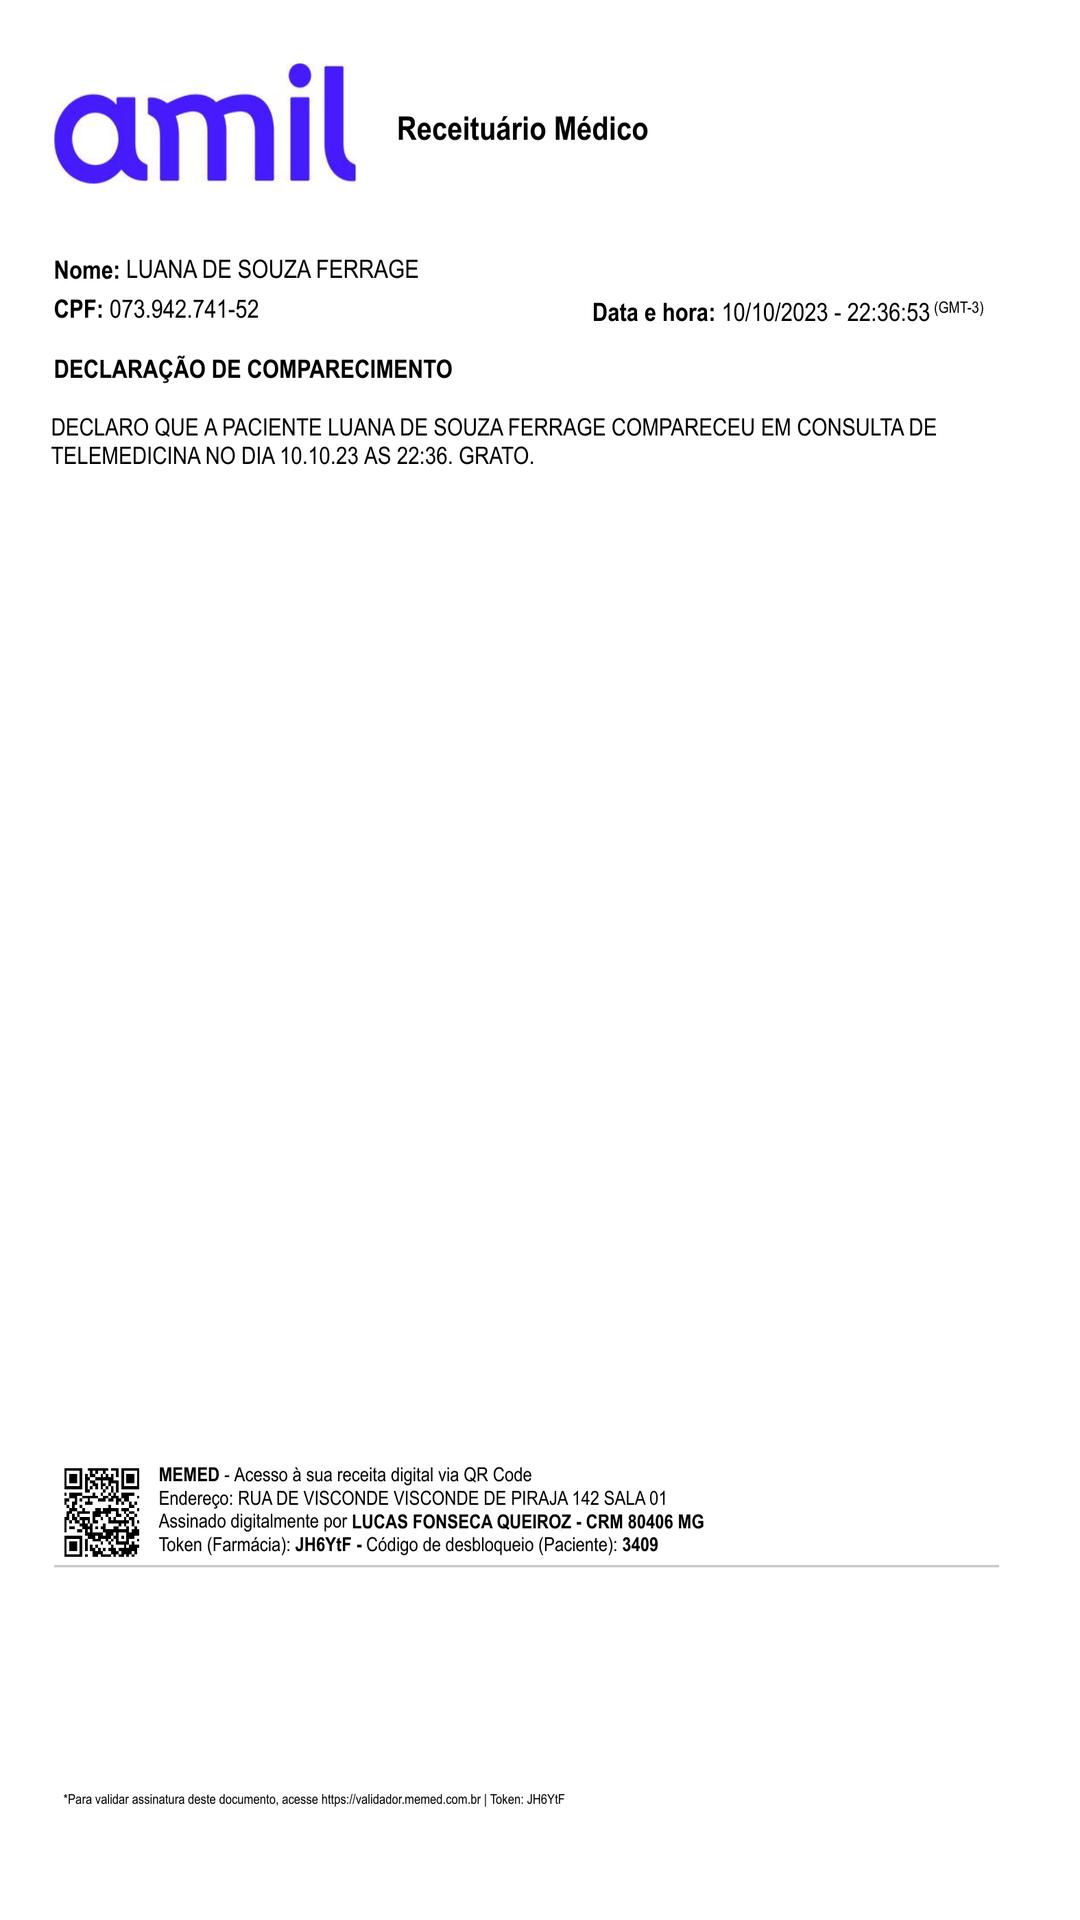 amil
Receituário Médico
Nome: LUANA DE SOUZA FERRAGE
CPF: 073.942.741-52
Data e hora: 10/10/2023 - 22:36:53 (GMT-3)
DECLARAÇÃO DE COMPARECIMENTO
DECLARO QUE A PACIENTE LUANA DE SOUZA FERRAGE COMPARECEU EM CONSULTA DE
TELEMEDICINA NO DIA 10.10.23 AS 22:36. GRATO.
MEMED - Acesso à sua receita digital via QR Code
Endereço: RUA DE VISCONDE VISCONDE DE PIRAJA 142 SALA 01
Assinado digitalmente por LUCAS FONSECA QUEIROZ - CRM 80406 MG
Token (Farmácia): JH6YtF - Código de desbloqueio (Paciente): 3409
*Para validar assinatura deste documento, acesse https://validador.memed.com.br | Token: JH6YtF